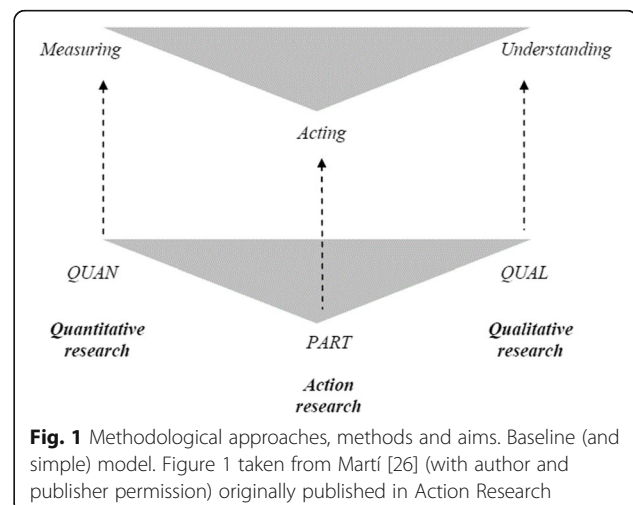 Measuring
Understanding
Acting
QUAN
QUAL
Quantitative
research
Qualitative
research
PART
Action
research
Fig. 1 Methodological approaches, methods and aims. Baseline (and
simple) model. Figure 1 taken from Martí [26] (with author and
publisher permission) originally published in Action Research